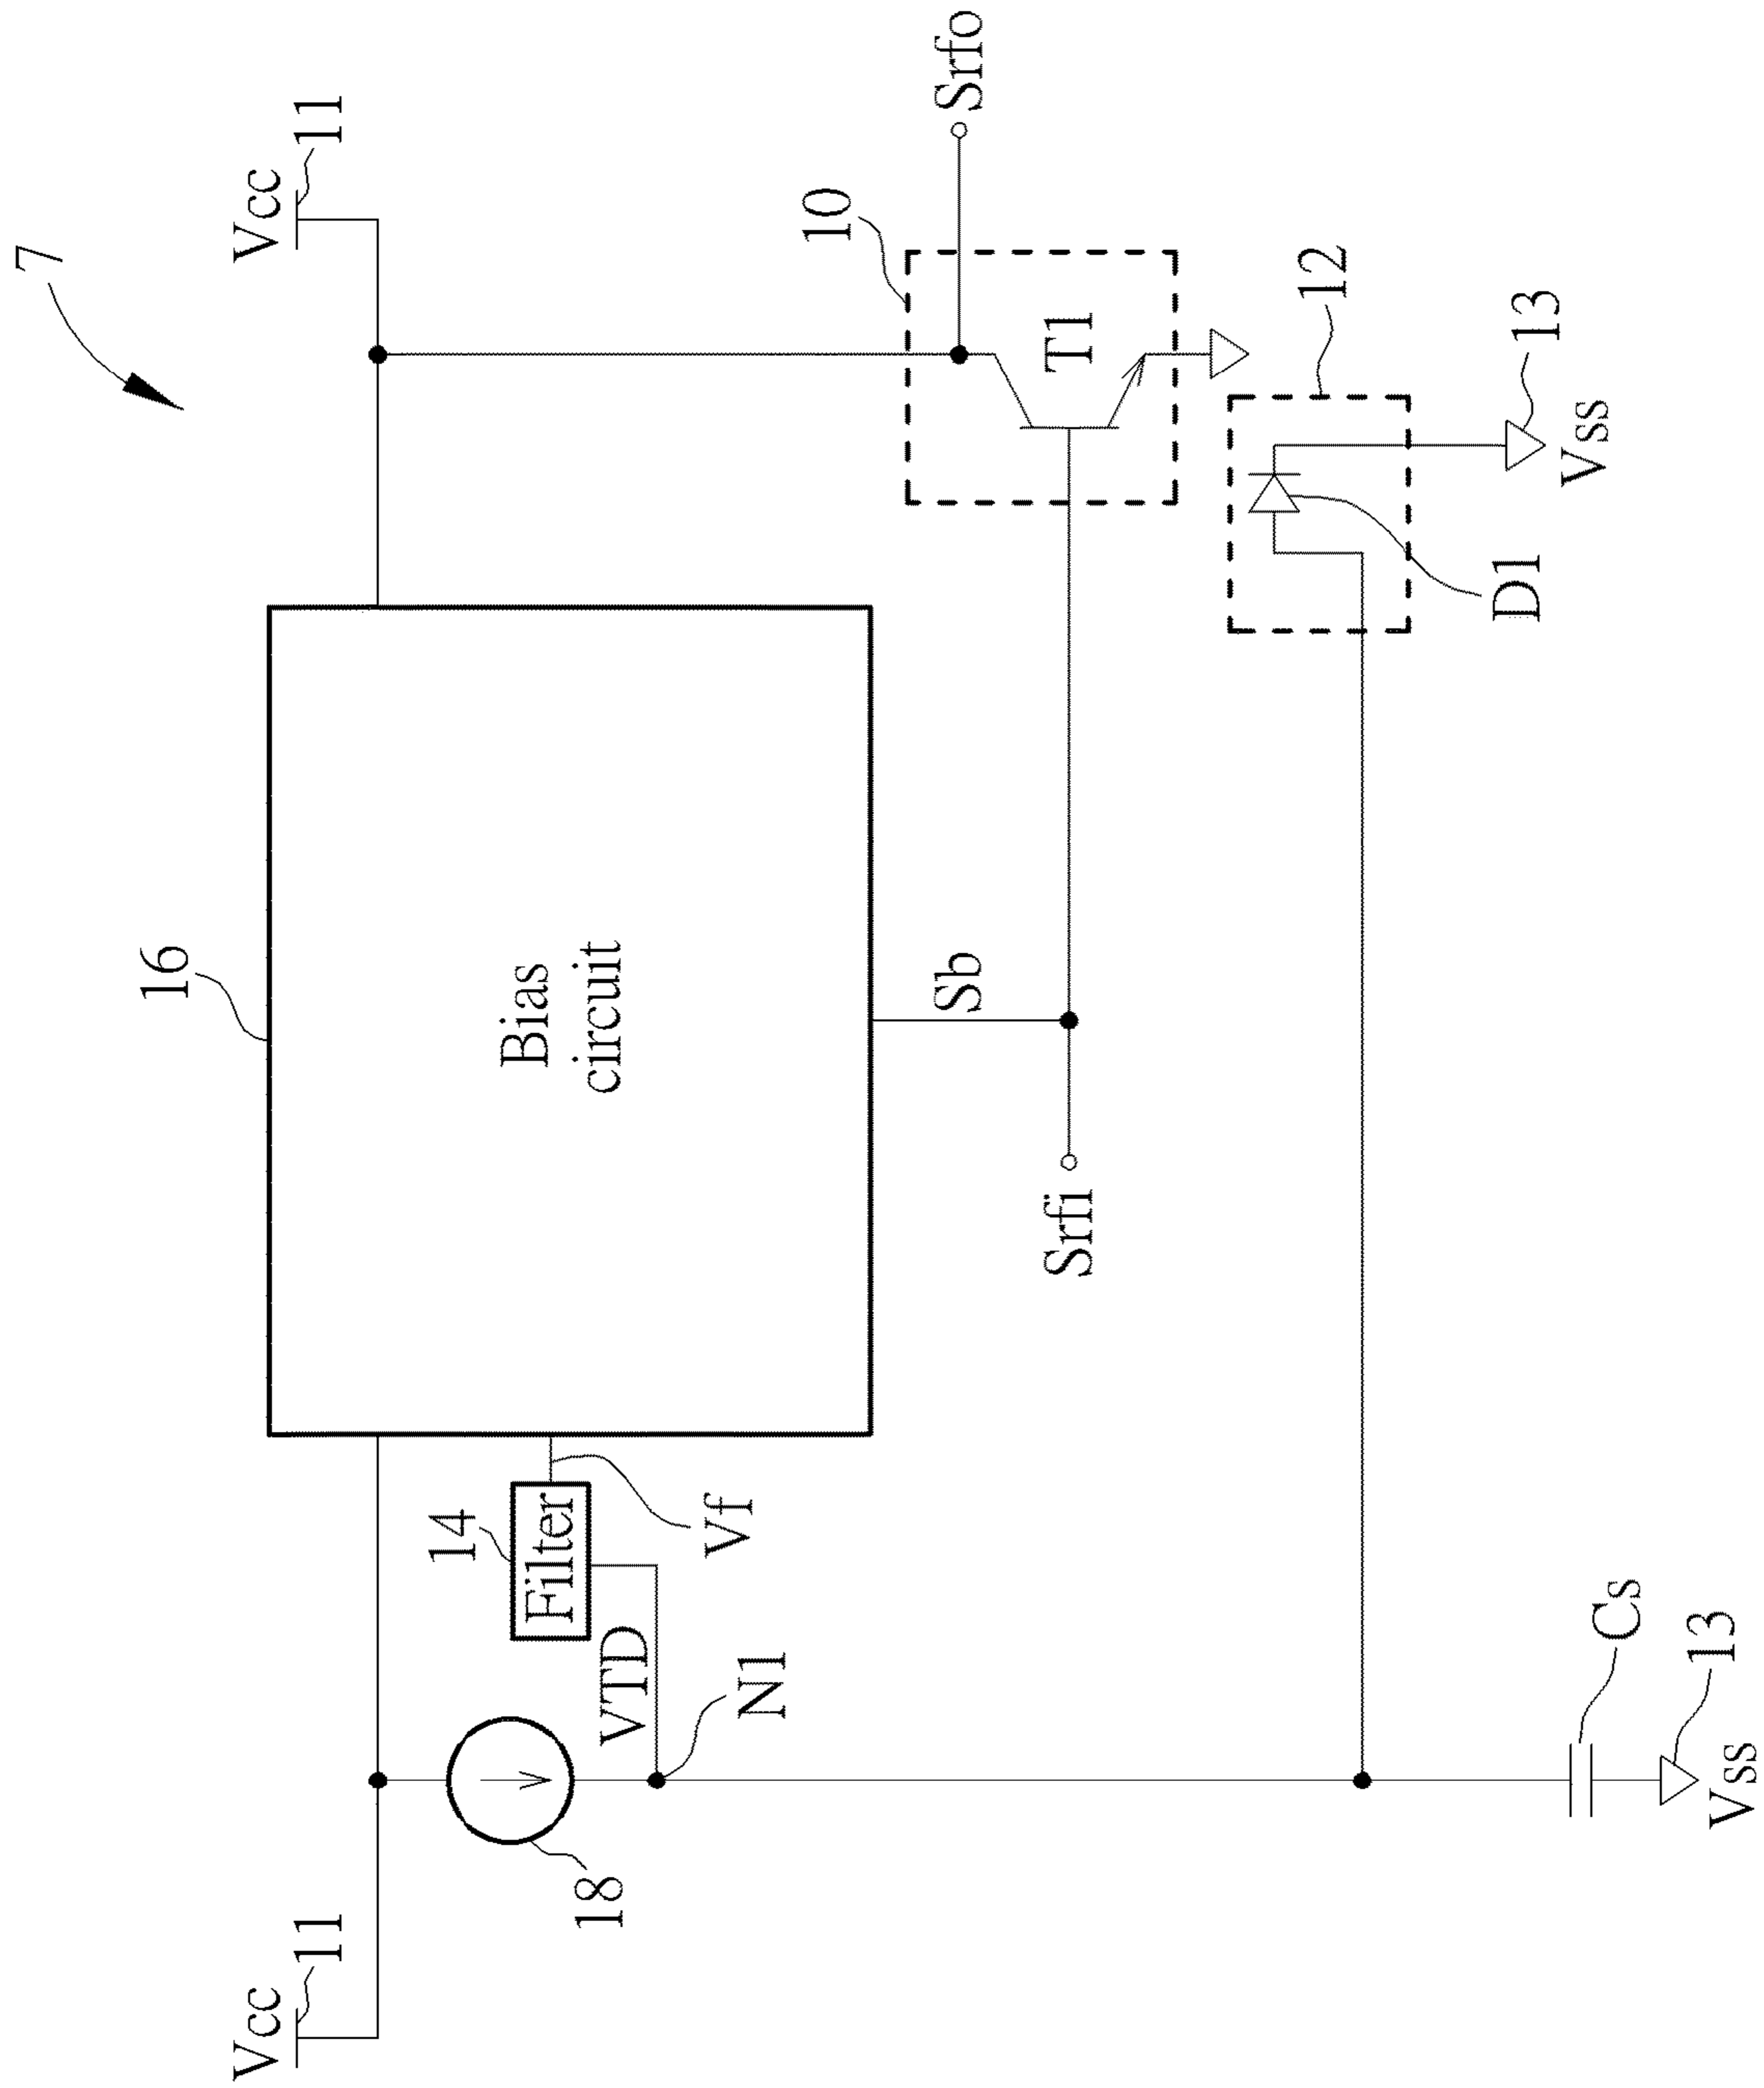 7
Vcc
11
Vcc
11
16
Bias
circuit
18
14
Filter
VTD
Vf
N1
Sb
Srfi
10
Srfo
T1
12
D1
13
Vss
Cs
13
Vss